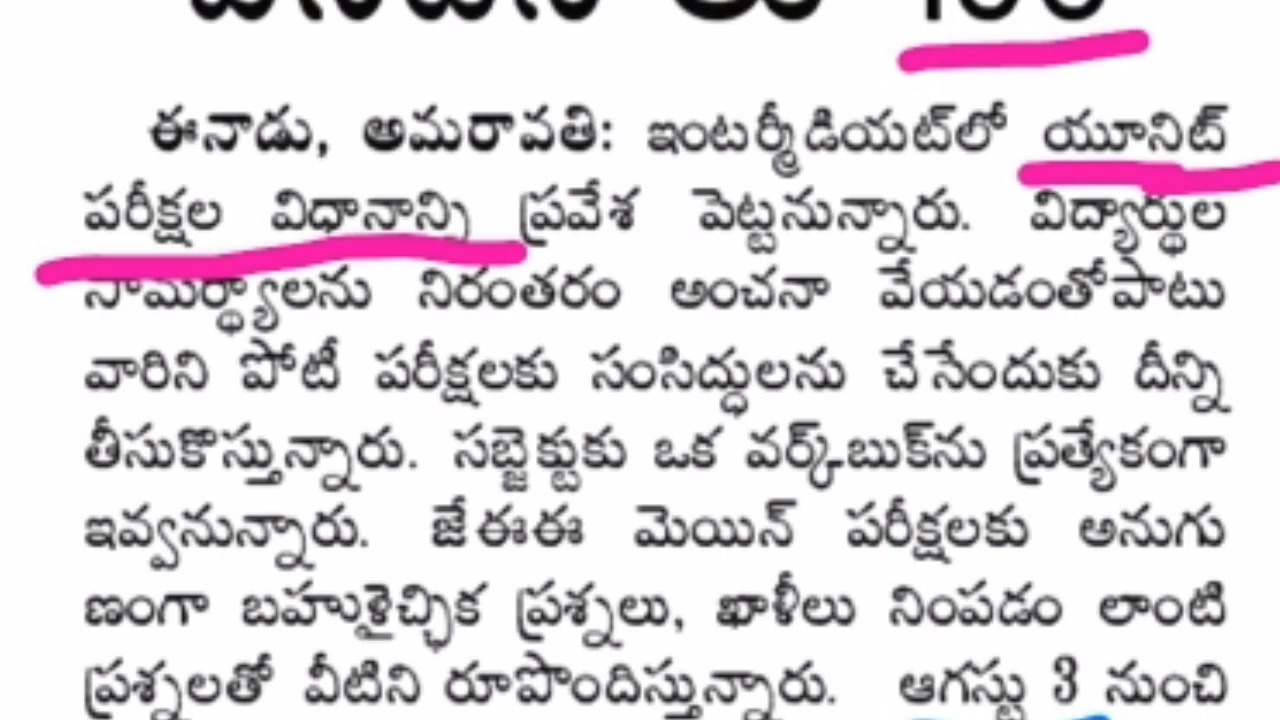 ఈనాడు, అమరావతి: ఇంటర్మీడియట్‌లో యూనిట్
పరీక్షల విధానాన్ని ప్రవేశ పెట్టనున్నారు. విద్యార్థుల
సామర్థ్యాలను నిరంతరం అంచనా వేయడంతోపాటు
వారిని పోటీ పరీక్షలకు సంసిద్ధులను చేసేందుకు దీన్ని
తీసుకొస్తున్నారు. సబ్జెక్టుకు ఒక వర్క్‌బుక్‌ను ప్రత్యేకంగా
ఇవ్వనున్నారు. జేఈఈ మెయిన్ పరీక్షలకు అనుగు
ణంగా బహుళైచ్ఛిక ప్రశ్నలు, ఖాళీలు నింపడం లాంటి
ప్రశ్నలతో వీటిని రూపొందిస్తున్నారు. ఆగస్టు 3 నుంచి